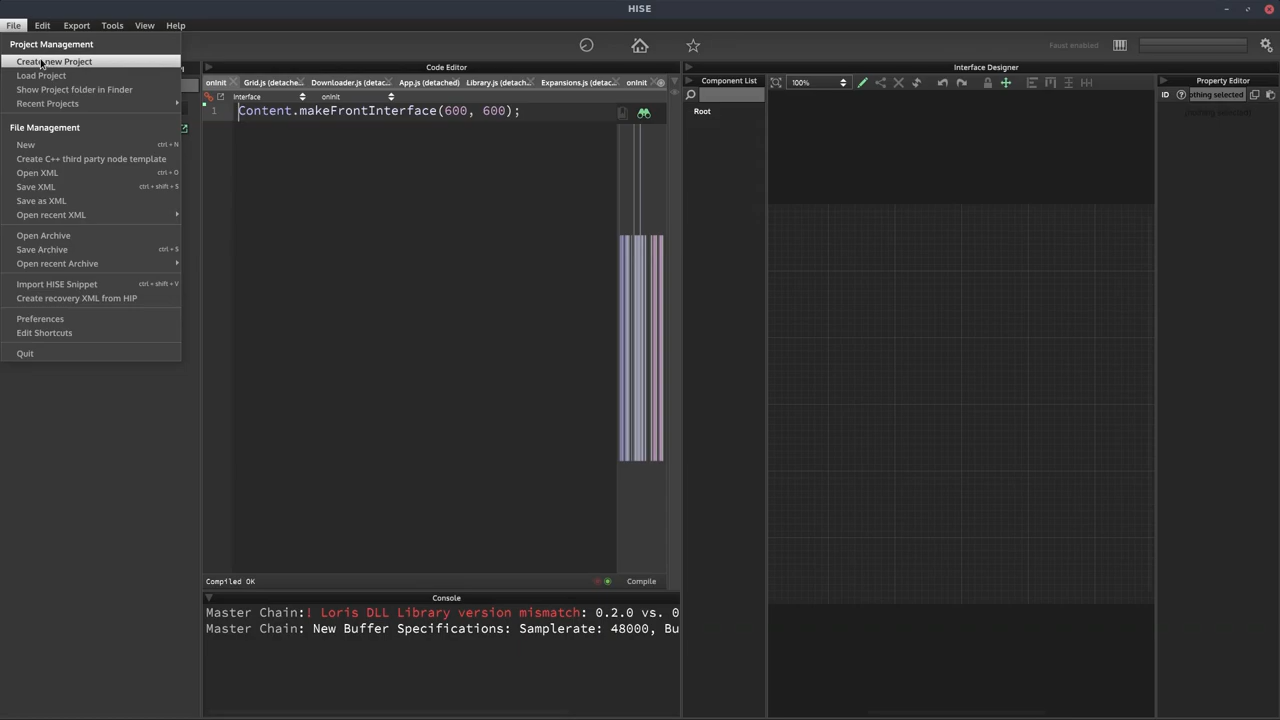 HISE
File Edit Export Tools View Help
Project Management
Create new Project
Load Project
Show Project folder in Finder
Recent Projects
File Management
New ctrl + N
Create C++ third party node template
Open XML ctrl + O
Save XML ctrl + shift + S
Save as XML
Open recent XML
Open Archive
Save Archive ctrl + S
Open recent Archive
Import HISE Snippet ctrl + shift + V
Create recovery XML from HIP
Preferences
Edit Shortcuts
Quit
Faust enabled
Code Editor
onInit Grid.js (detache... Downloader.js (detac... App.js (detached) Library.js (detach... Expansions.js (detac... onInit
Interface onInit
1 Content.makeFrontInterface(600, 600);
Compiled OK Compile
Console
Master Chain:! Loris DLL Library version mismatch: 0.2.0 vs. 0
Master Chain: New Buffer Specifications: Samplerate: 48000, Bu
Interface Designer
Component List
100%
Root
Property Editor
ID othing selected